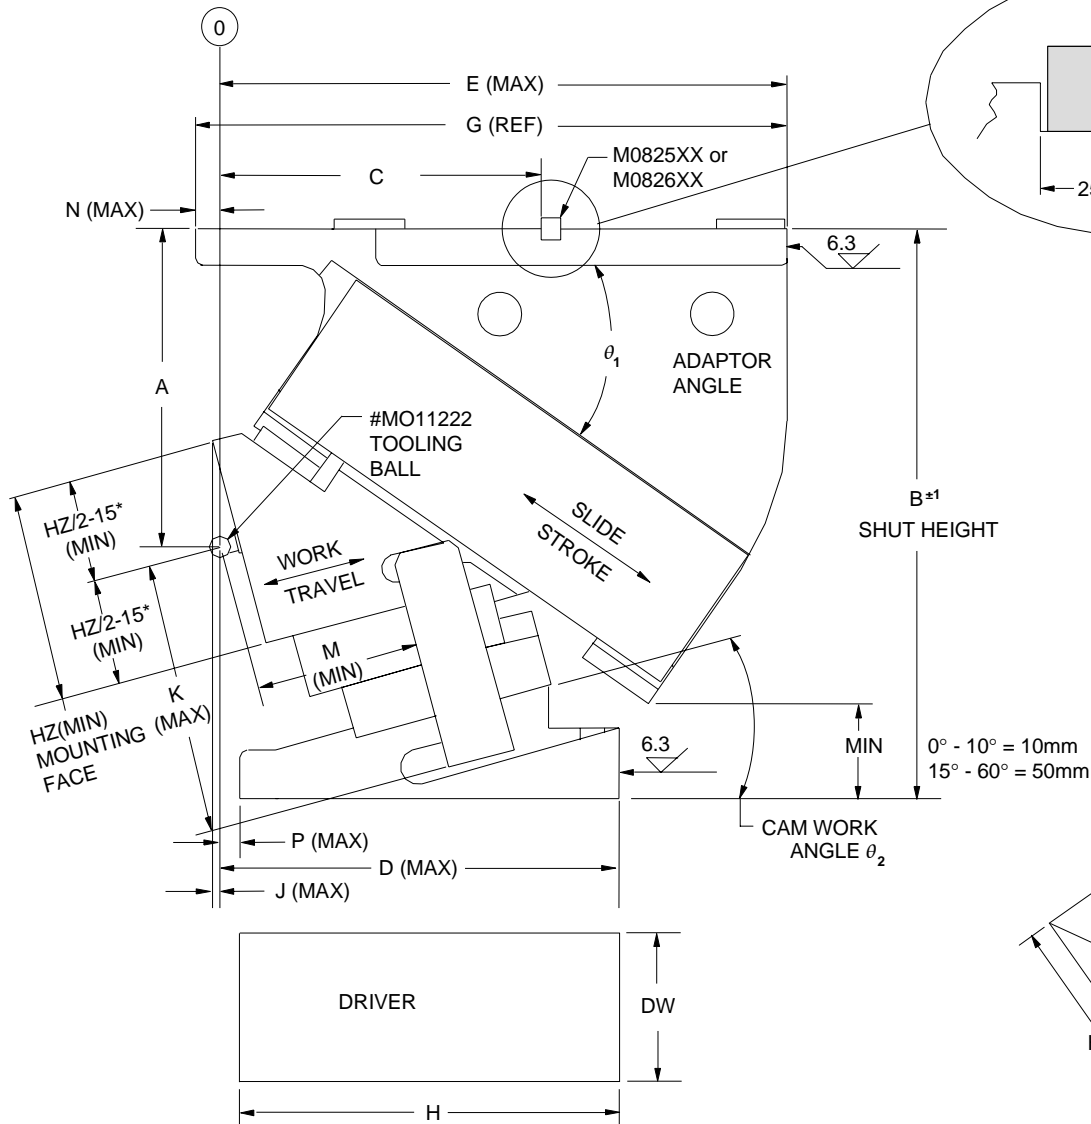 0
E (MAX)
G (REF)
C
M0825XX or
M0826XX
N (MAX)
6.3
A
θ1
ADAPTOR
ANGLE
#MO11222
TOOLING
BALL
B±1
SHUT HEIGHT
SLIDE
STROKE
HZ/2-15*
(MIN)
WORK
TRAVEL
HZ/2-15*
(MIN)
M
(MIN)
K
(MAX)
HZ(MIN)
MOUNTING
FACE
6.3
MIN
0° - 10° = 10mm
15° - 60° = 50mm
CAM WORK
ANGLE θ2
P (MAX)
D (MAX)
J (MAX)
DRIVER
DW
H